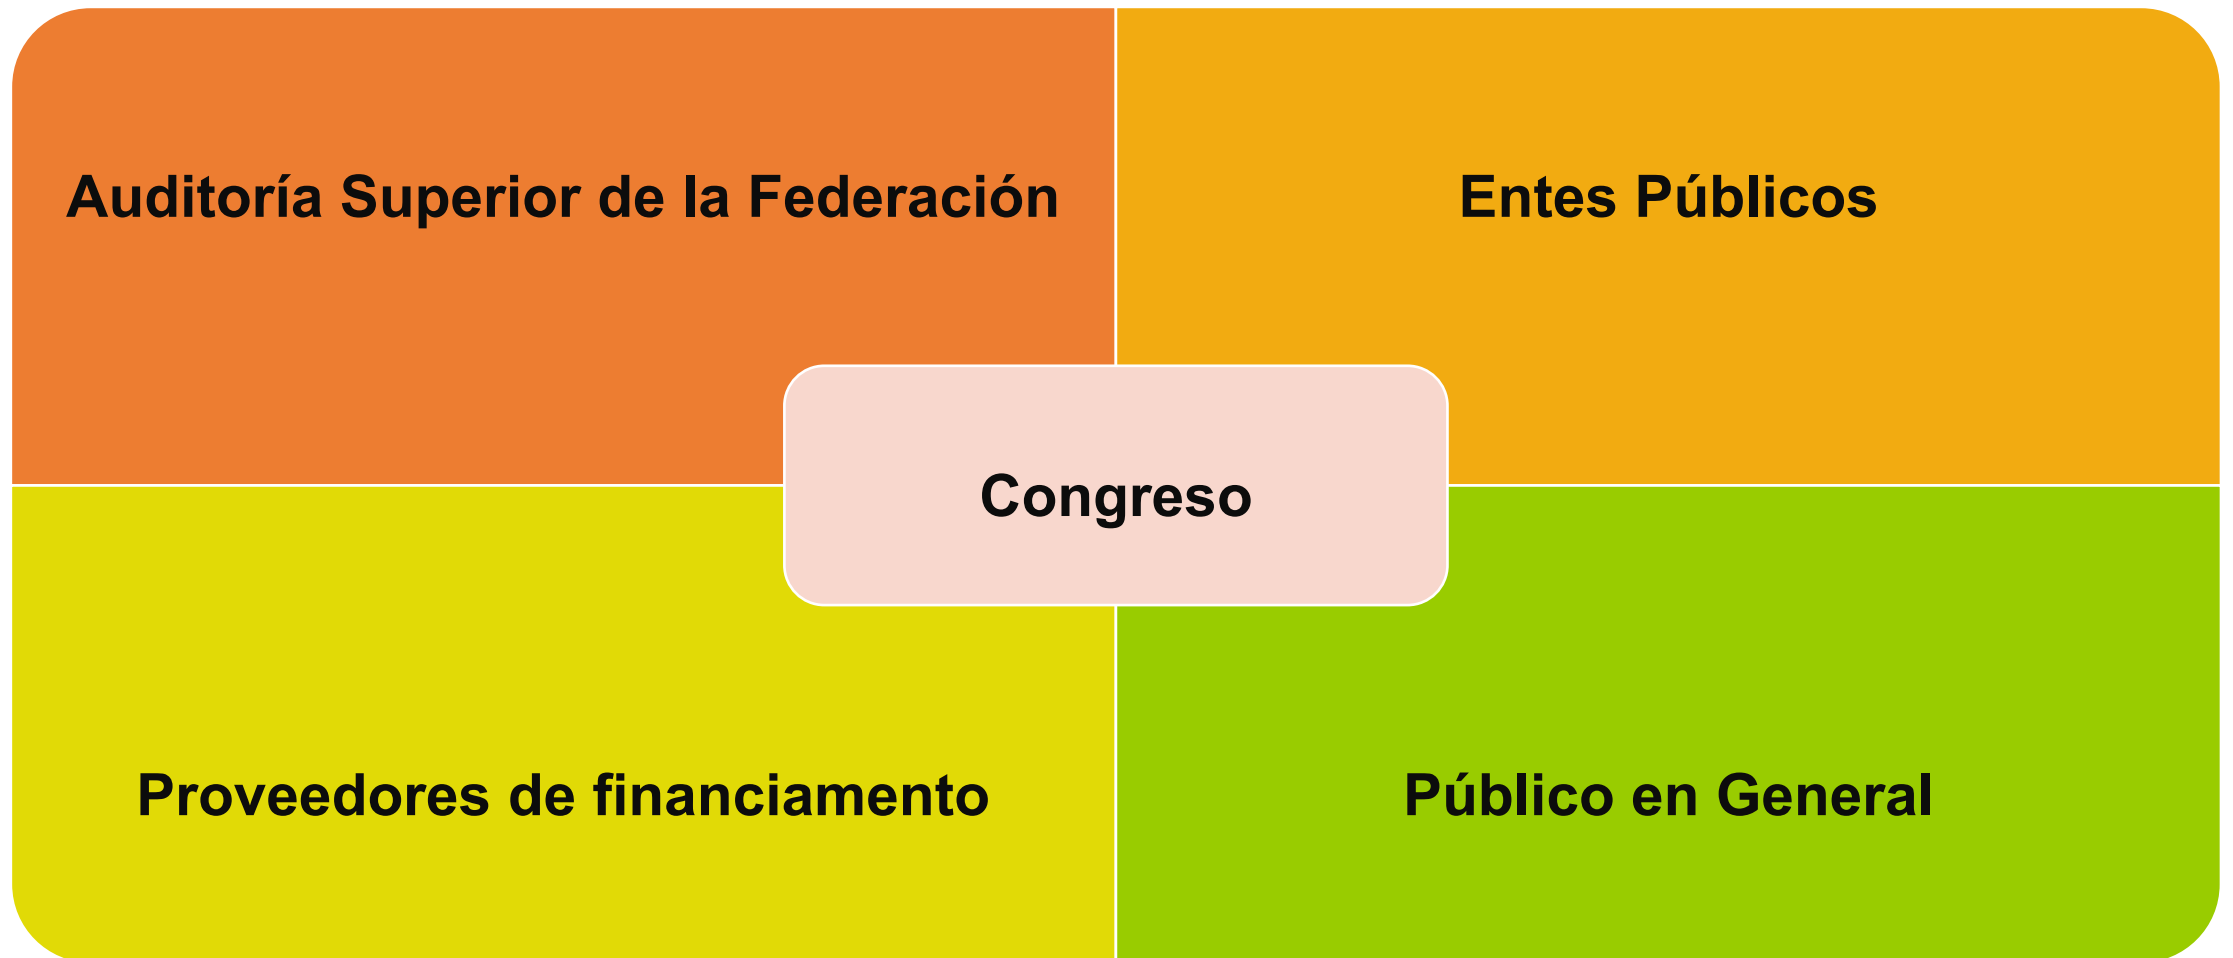 Auditoría Superior de la Federación
Entes Públicos
Congreso
Proveedores de financiamento
Público en General